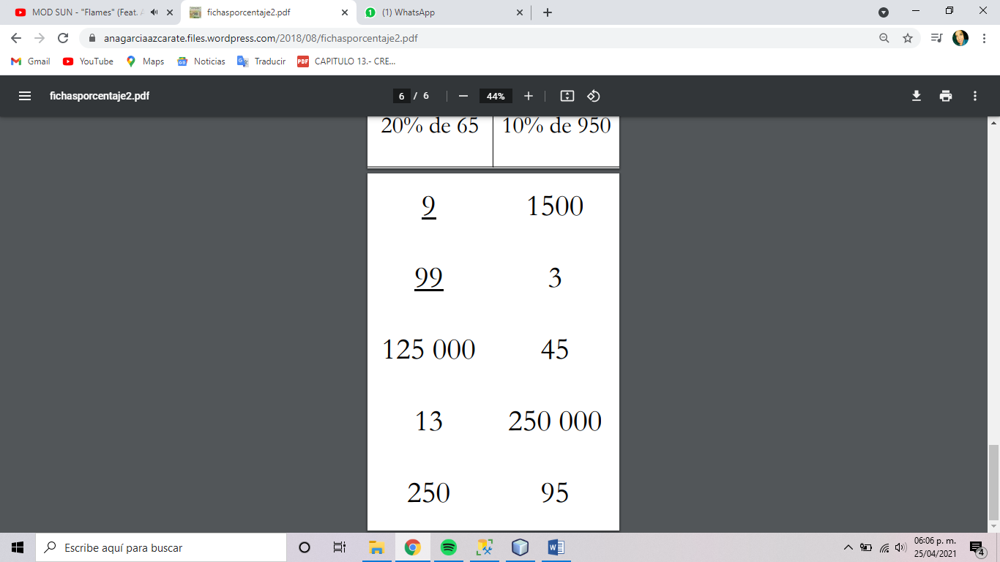 MOD SUN - "Flames" (Feat. A
fichasporcentaje2.pdf
(1) WhatsApp
anagarciaazcarate.files.wordpress.com/2018/08/fichasporcentaje2.pdf
Gmail
YouTube
Maps
Noticias
Traducir
PDF
CAPITULO 13.- CRE...
fichasporcentaje2.pdf
6 / 6
44%
20% de 65 10% de 950
9 1500
99 3
125 000 45
13 250 000
250 95
Escribe aquí para buscar
06:06 p. m.
25/04/2021
4